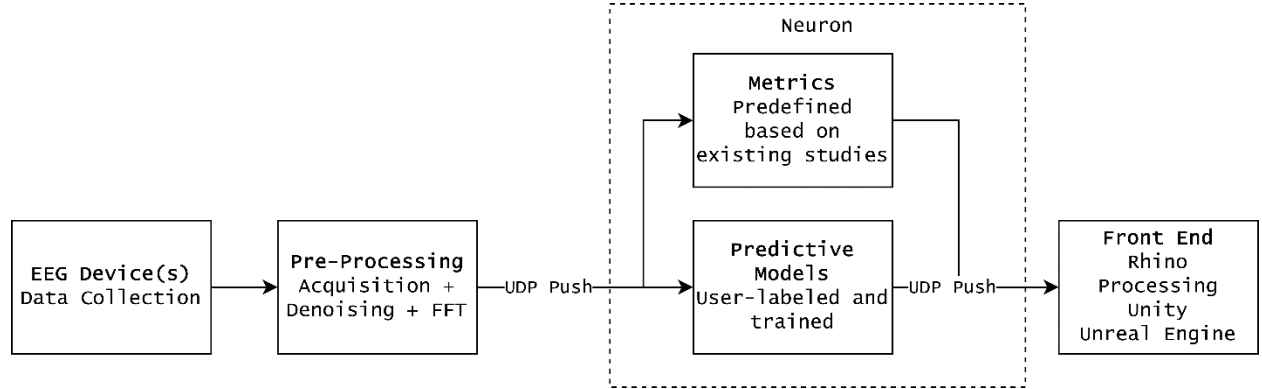 Neuron
Metrics
Predefined
based on
existing studies
EEG Device(s)
Data Collection
Pre-Processing
Acquisition +
Denoising + FFT
UDP Push
Predictive
Models
User-labeled and
trained
UDP Push
Front End
Rhino
Processing
Unity
Unreal Engine